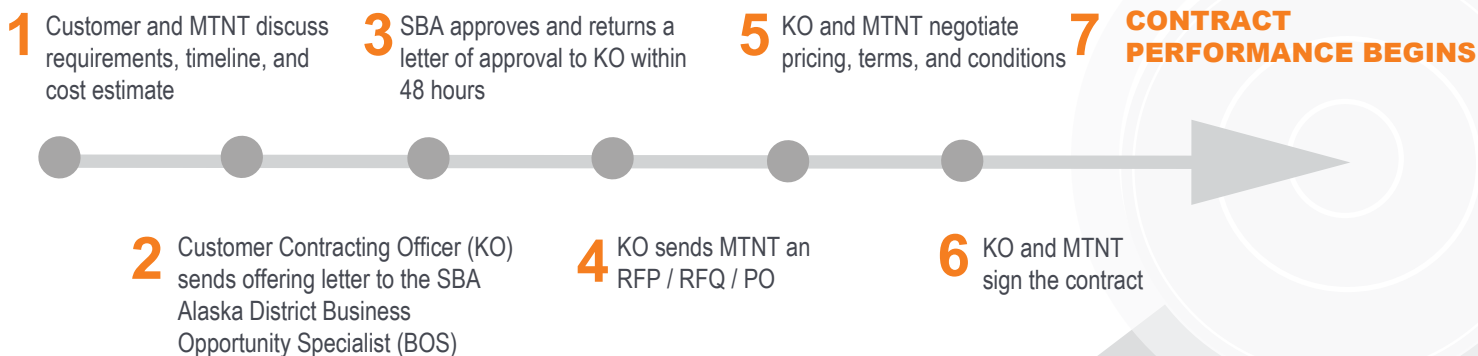 1 Customer and MTNT discuss
requirements, timeline, and
cost estimate
2 Customer Contracting Officer (KO)
sends offering letter to the SBA
Alaska District Business
Opportunity Specialist (BOS)
3 SBA approves and returns a
letter of approval to KO within
48 hours
4 KO sends MTNT an
RFP / RFQ / PO
5 KO and MTNT negotiate
pricing, terms, and conditions
6 KO and MTNT
sign the contract
7 CONTRACT
PERFORMANCE BEGINS